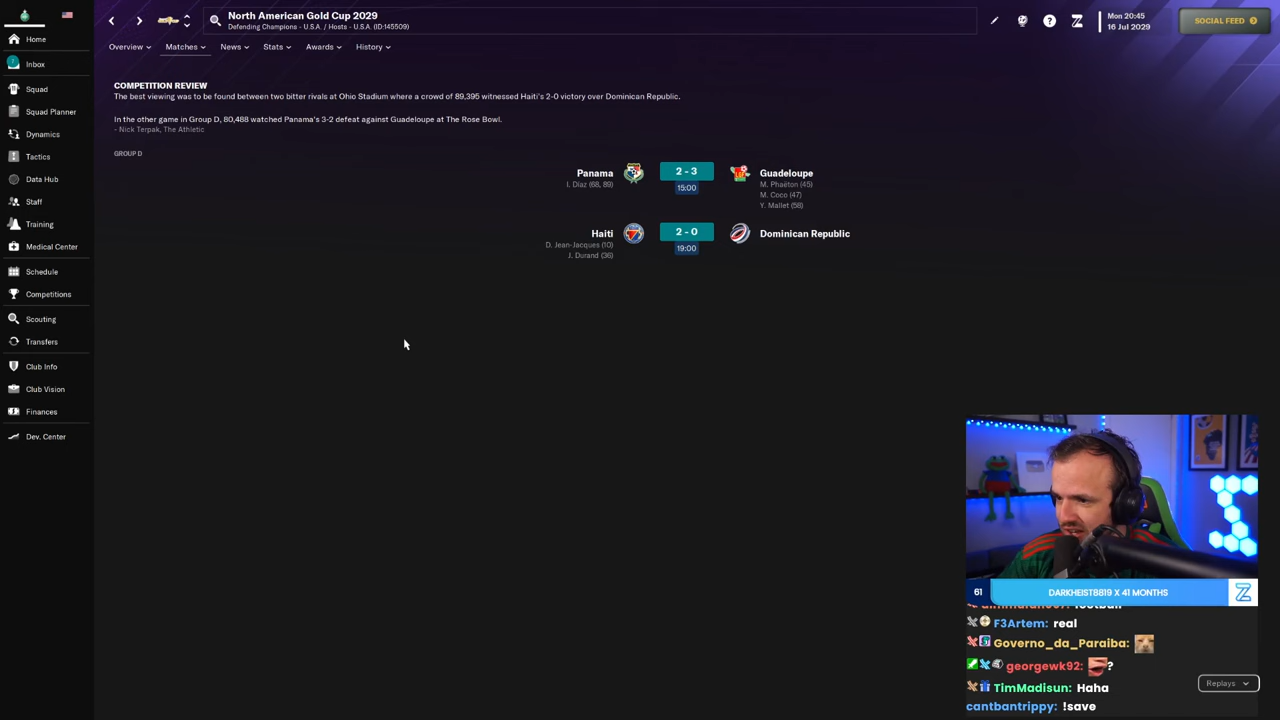 North American Gold Cup 2029
Defending Champions - U.S.A. / Hosts - U.S.A. (ID:145509)
Mon 20:45
16 Jul 2029
SOCIAL FEED
Home
Overview
Matches
News
Stats
Awards
History
Inbox
Squad
Squad Planner
Dynamics
Tactics
Data Hub
Staff
Training
Medical Center
Schedule
Competitions
Scouting
Transfers
Club Info
Club Vision
Finances
Dev. Center
COMPETITION REVIEW
The best viewing was to be found between two bitter rivals at Ohio Stadium where a crowd of 89,395 witnessed Haiti's 2-0 victory over Dominican Republic.
In the other game in Group D, 80,488 watched Panama's 3-2 defeat against Guadeloupe at The Rose Bowl.
- Nick Terpak, The Athletic
GROUP D
Panama 2 - 3 Guadeloupe
I. Díaz (68, 89) 15:00 M. Phaëton (45)
M. Coco (47)
Y. Mallet (58)
Haiti 2 - 0 Dominican Republic
D. Jean-Jacques (10) 19:00
J. Durand (36)
61 DARKHEIST8819 X 41 MONTHS
F3Artem: real
Governo_da_Paraiba:
georgewk92: ?
TimMadisun: Haha
cantbantrippy: !save
Replays